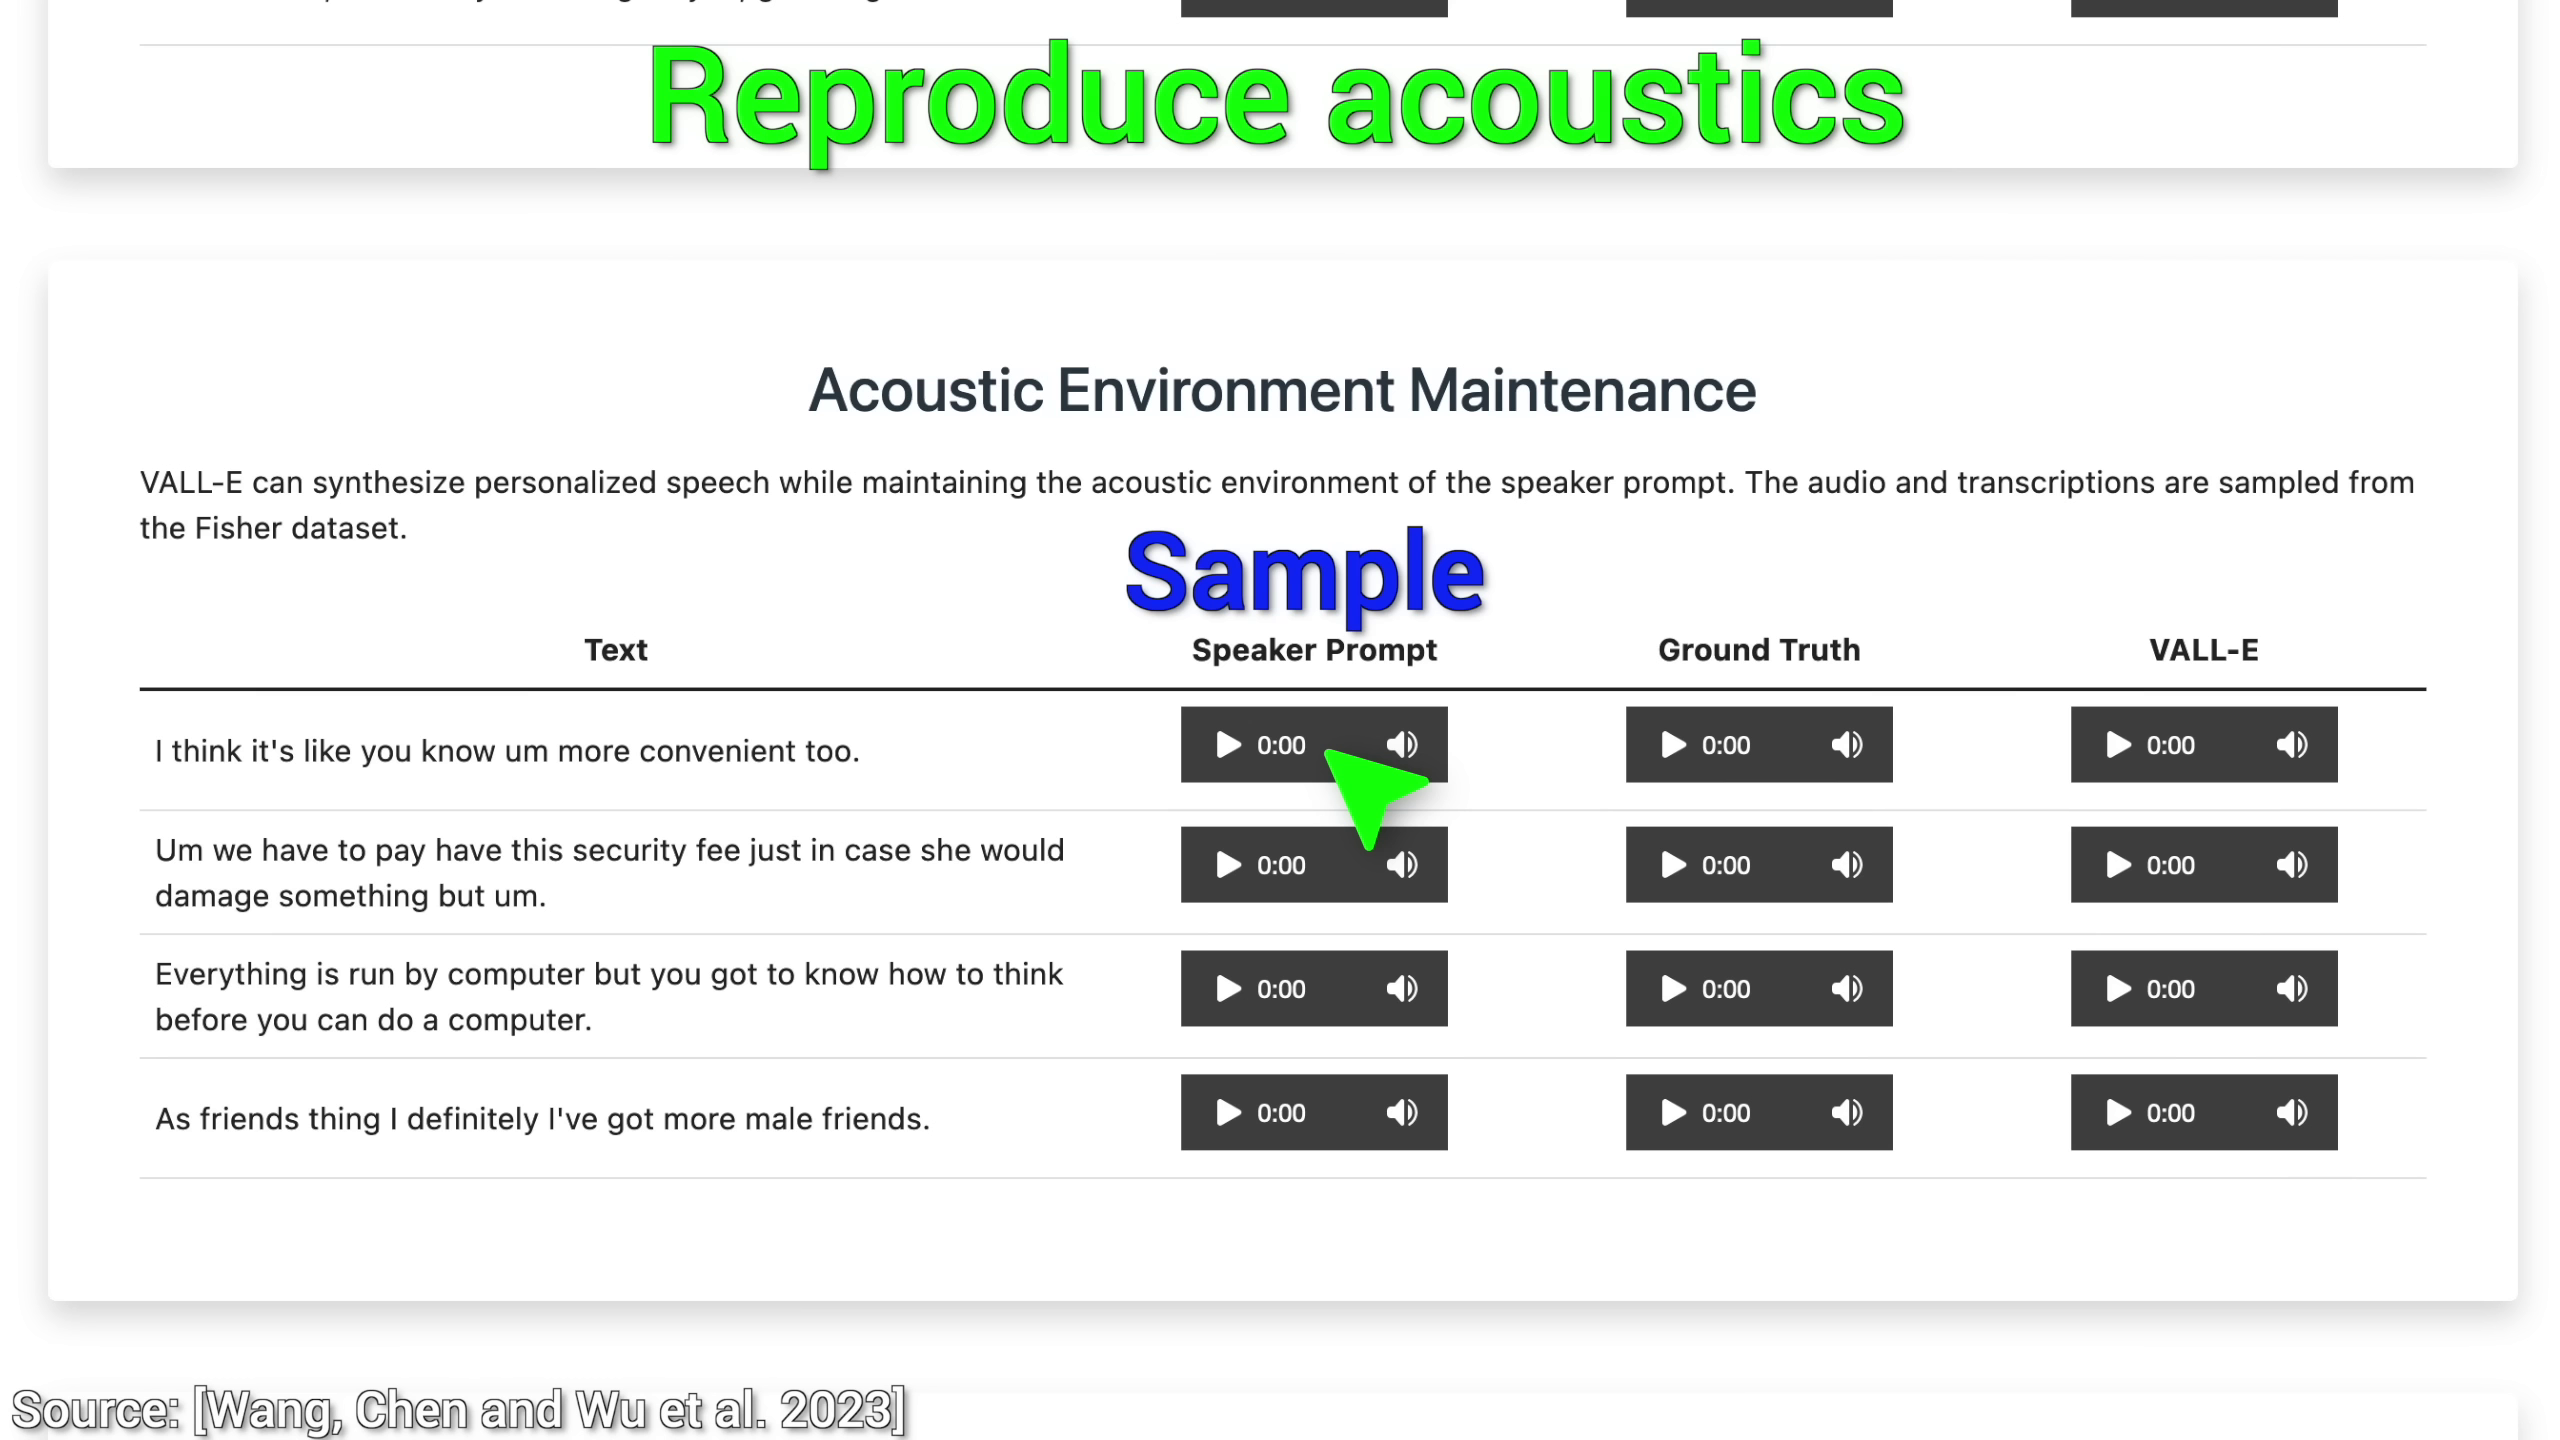 Reproduce acoustics
Acoustic Environment Maintenance
VALL-E can synthesize personalized speech while maintaining the acoustic environment of the speaker prompt. The audio and transcriptions are sampled from
the Fisher dataset.
Sample
Text Speaker Prompt Ground Truth VALL-E
I think it's like you know um more convenient too. 0:00 0:00 0:00
Um we have to pay have this security fee just in case she would
damage something but um. 0:00 0:00 0:00
Everything is run by computer but you got to know how to think
before you can do a computer. 0:00 0:00 0:00
As friends thing I definitely I've got more male friends. 0:00 0:00 0:00
Source: [Wang, Chen and Wu et al. 2023]